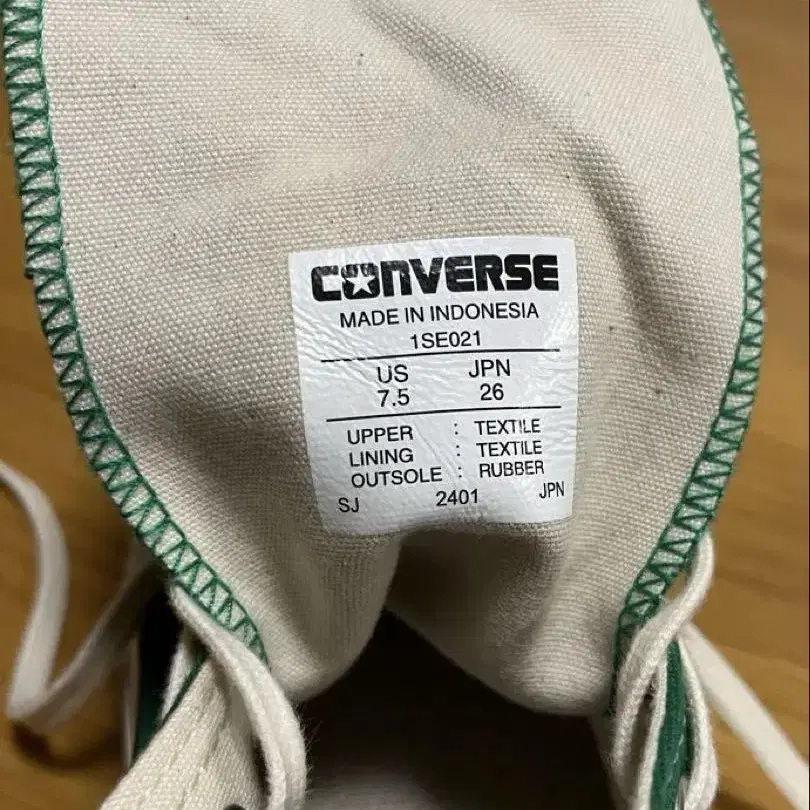 CONVERSE
MADE IN INDONESIA
1SE021
US JPN
7.5 26
UPPER : TEXTILE
LINING : TEXTILE
OUTSOLE : RUBBER
SJ 2401 JPN